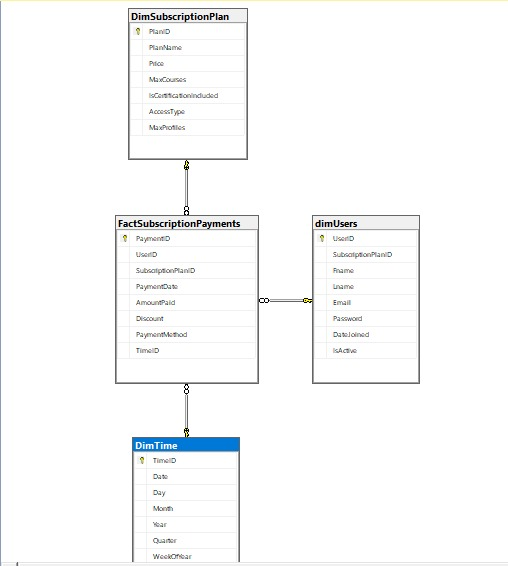 DimSubscriptionPlan
PlanID
PlanName
Price
MaxCourses
IsCertificationIncluded
AccessType
MaxProfiles
FactSubscriptionPayments
PaymentID
UserID
SubscriptionPlanID
PaymentDate
AmountPaid
Discount
PaymentMethod
TimeID
dimUsers
UserID
SubscriptionPlanID
Fname
Lname
Email
Password
DateJoined
IsActive
DimTime
TimeID
Date
Day
Month
Year
Quarter
WeekOfYear